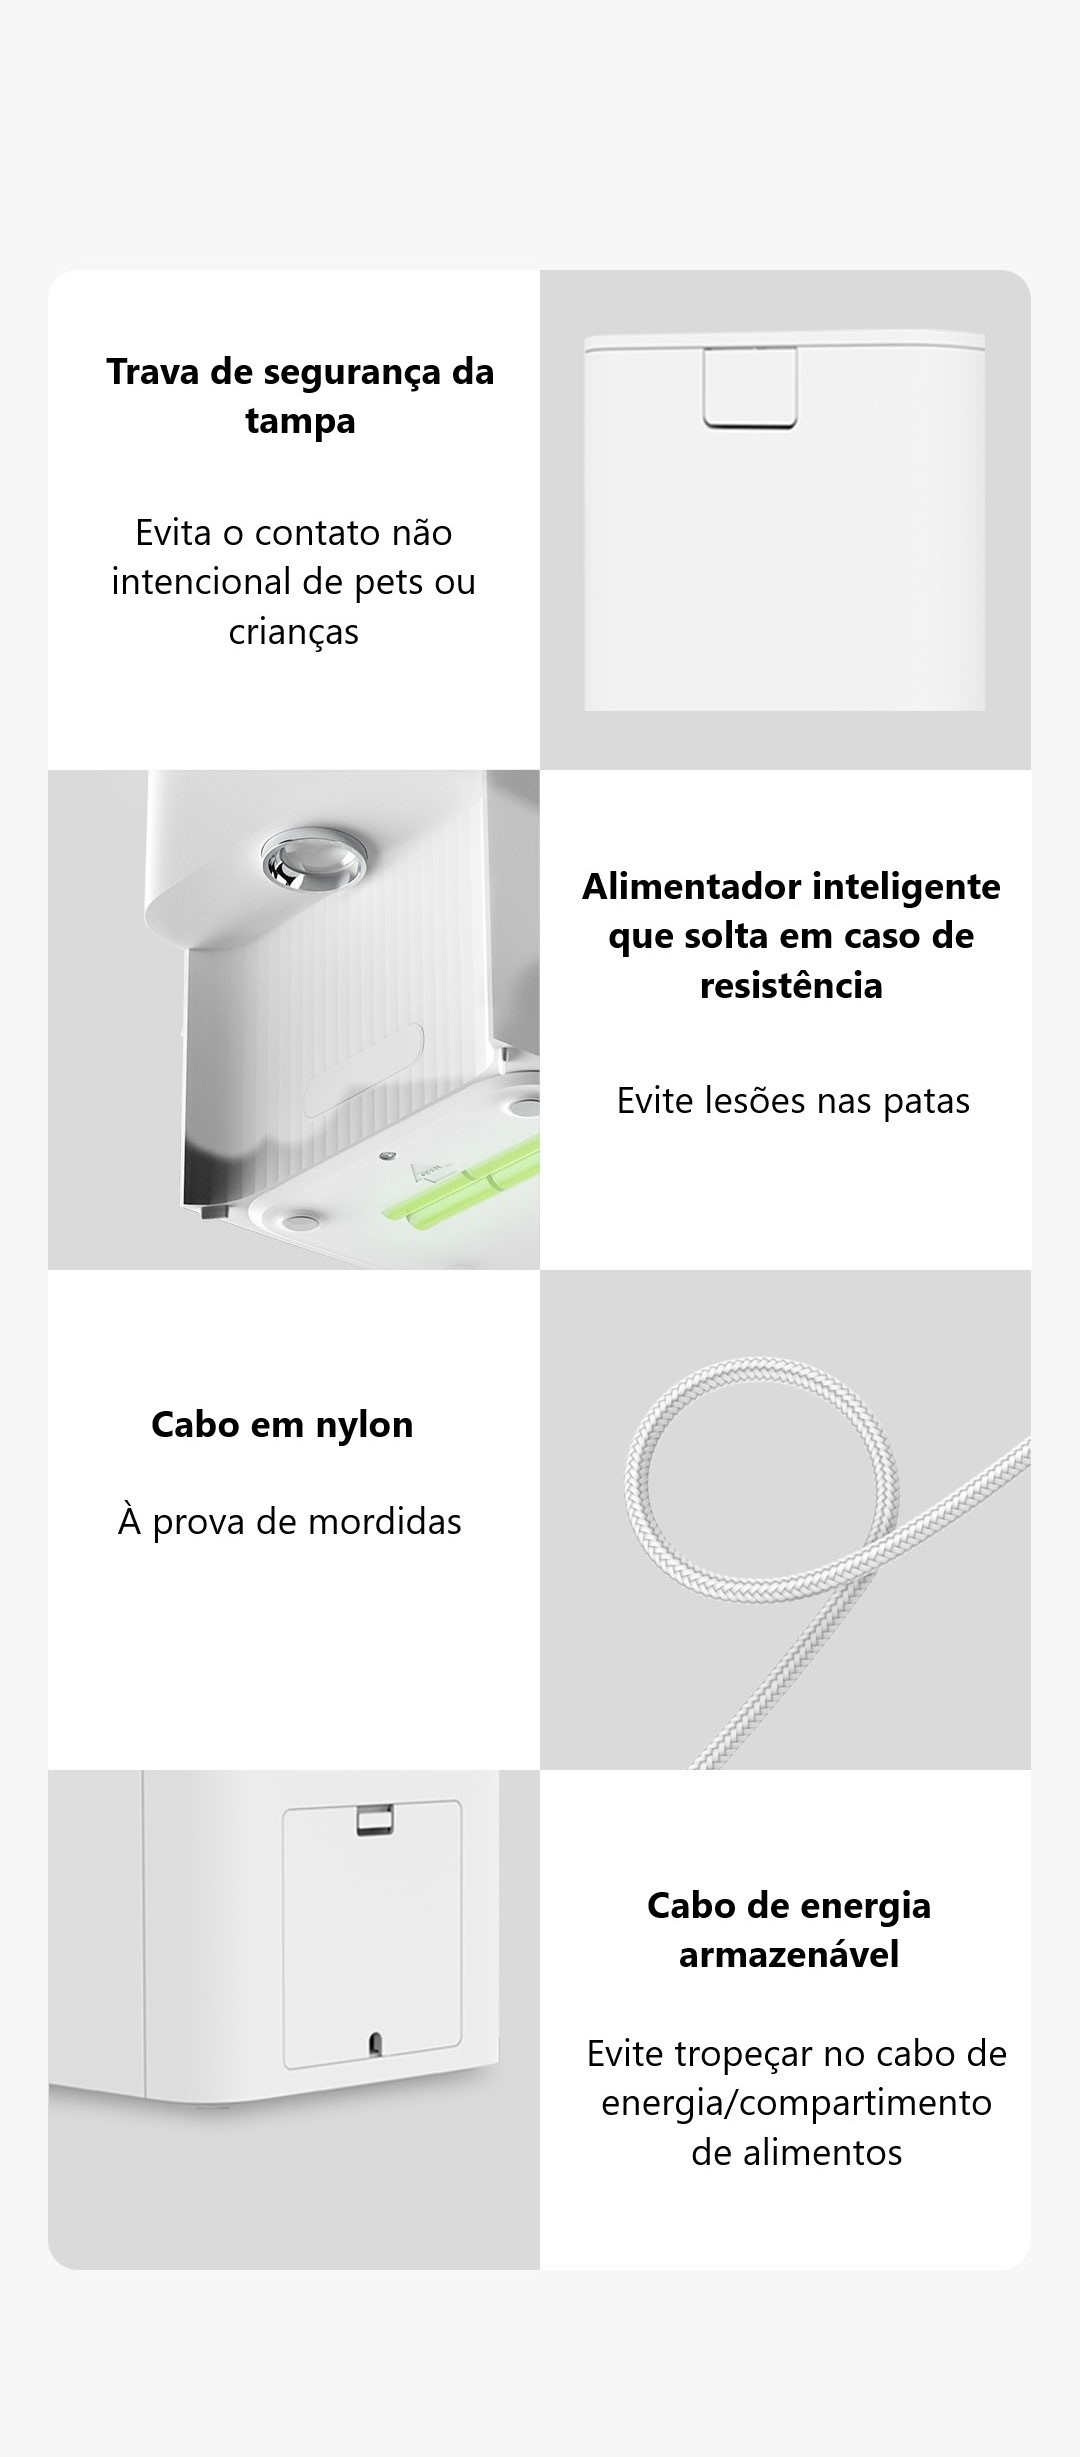 Trava de segurança da
tampa
Evita o contato não
intencional de pets ou
crianças
Alimentador inteligente
que solta em caso de
resistência
Evite lesões nas patas
Cabo em nylon
À prova de mordidas
Cabo de energia
armazenável
Evite tropeçar no cabo de
energia/compartimento
de alimentos